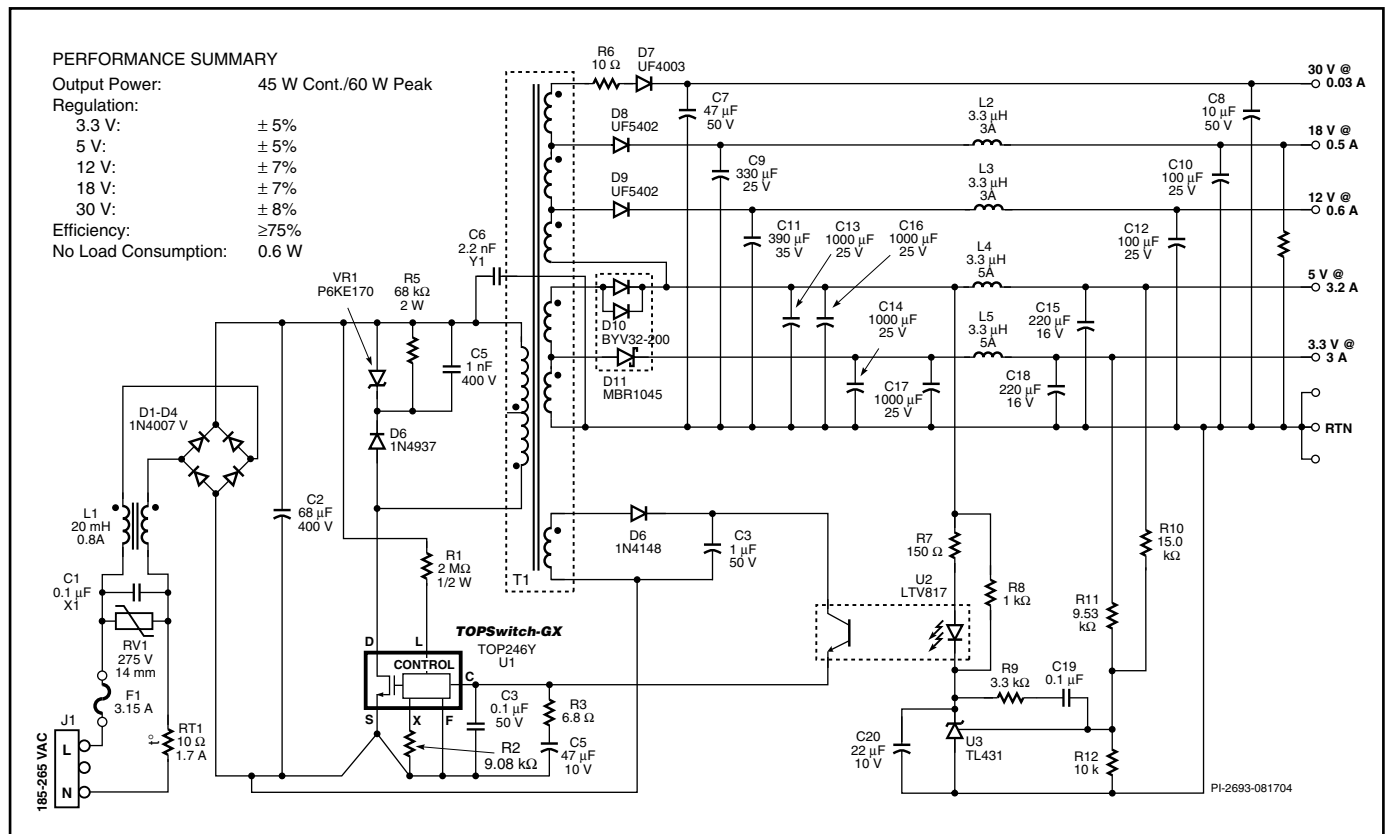 PERFORMANCE SUMMARY
Output Power: 45 W Cont./60 W Peak
Regulation:
3.3 V: ± 5%
5 V: ± 5%
12 V: ± 7%
18 V: ± 7%
30 V: ± 8%
Efficiency: ≥75%
No Load Consumption: 0.6 W
R6
10 Ω
D7
UF4003
30 V @
0.03 A
C7
47 µF
50 V
L2
3.3 µH
3A
C8
10 µF
50 V
D8
UF5402
18 V @
0.5 A
C9
330 µF
25 V
L3
3.3 µH
3A
C10
100 µF
25 V
D9
UF5402
12 V @
0.6 A
C6
2.2 nF
Y1
C11
390 µF
35 V
C13
1000 µF
25 V
C16
1000 µF
25 V
L4
3.3 µH
5A
C12
100 µF
25 V
VR1
P6KE170
R5
68 kΩ
2 W
5 V @
3.2 A
D10
BYV32-200
C14
1000 µF
25 V
L5
3.3 µH
5A
C15
220 µF
16 V
C5
1 nF
400 V
3.3 V @
3 A
D11
MBR1045
C17
1000 µF
25 V
C18
220 µF
16 V
D1-D4
1N4007 V
D6
1N4937
RTN
L1
20 mH
0.8A
C2
68 µF
400 V
D6
1N4148
C3
1 µF
50 V
R7
150 Ω
R10
15.0
kΩ
R1
2 MΩ
1/2 W
T1
U2
LTV817
R8
1 kΩ
R11
9.53
kΩ
C1
0.1 µF
X1
RV1
275 V
14 mm
TOPSwitch-GX
TOP246Y
U1
D
L
CONTROL
C
S
X
F
R9
3.3 kΩ
C19
0.1 µF
F1
3.15 A
C3
0.1 µF
50 V
R3
6.8 Ω
J1
RT1
10 Ω
1.7 A
t°
L
N
185-265 VAC
R2
9.08 kΩ
C5
47 µF
10 V
C20
22 µF
10 V
U3
TL431
R12
10 k
PI-2693-081704